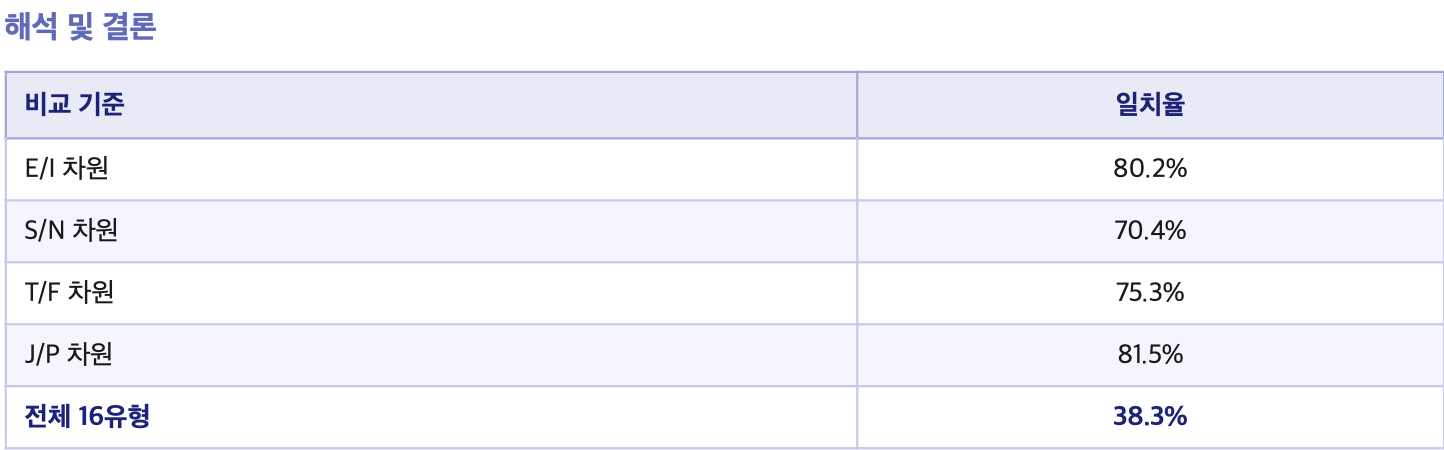 해석 및 결론
비교 기준 일치율
E/I 차원 80.2%
S/N 차원 70.4%
T/F 차원 75.3%
J/P 차원 81.5%
전체 16유형 38.3%